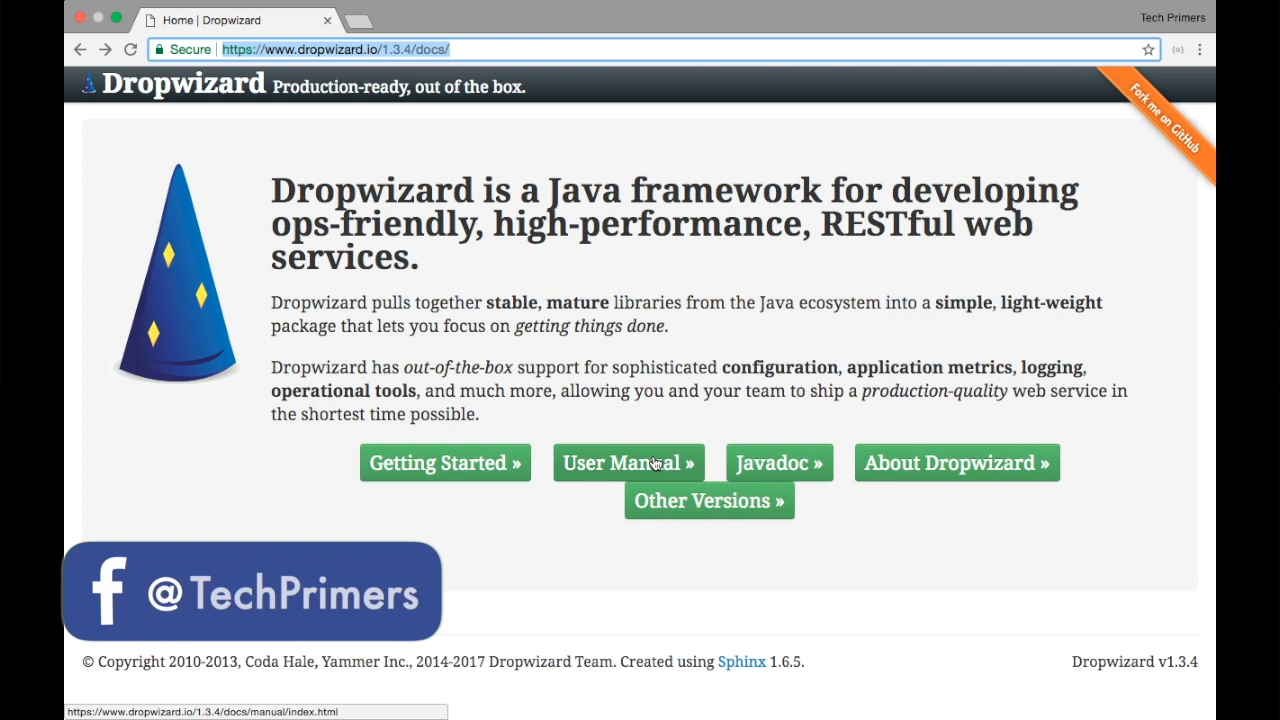 Home | Dropwizard
Tech Primers
Secure https://www.dropwizard.io/1.3.4/docs/
Dropwizard Production-ready, out of the box.
Fork me on GitHub
Dropwizard is a Java framework for developing
ops-friendly, high-performance, RESTful web
services.
Dropwizard pulls together stable, mature libraries from the Java ecosystem into a simple, light-weight
package that lets you focus on getting things done.
Dropwizard has out-of-the-box support for sophisticated configuration, application metrics, logging,
operational tools, and much more, allowing you and your team to ship a production-quality web service in
the shortest time possible.
Getting Started » User Manual » Javadoc » About Dropwizard »
Other Versions »
f @TechPrimers
© Copyright 2010-2013, Coda Hale, Yammer Inc., 2014-2017 Dropwizard Team. Created using Sphinx 1.6.5. Dropwizard v1.3.4
https://www.dropwizard.io/1.3.4/docs/manual/index.html